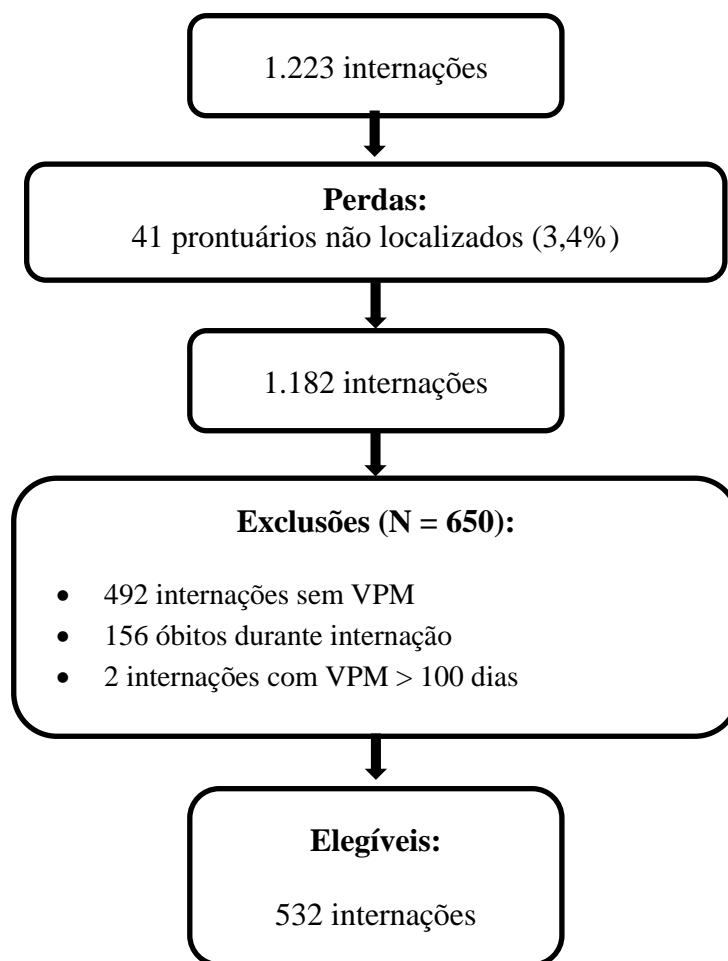 1.223 internações
Perdas:
41 prontuários não localizados (3,4%)
1.182 internações
Exclusões (N = 650):
• 492 internações sem VPM
• 156 óbitos durante internação
• 2 internações com VPM > 100 dias
Elegíveis:
532 internações